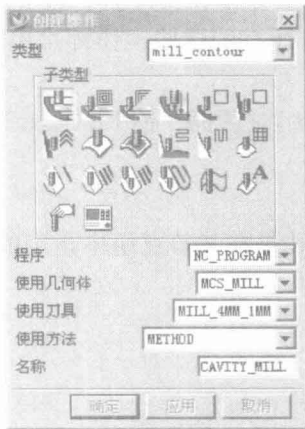 创建操作
类型
mill_contour
子类型
程序
NC_PROGRAM
使用几何体
MCS_MILL
使用刀具
MILL_4MM_1MM
使用方法
METHOD
名称
CAVITY_MILL
确定
应用
取消